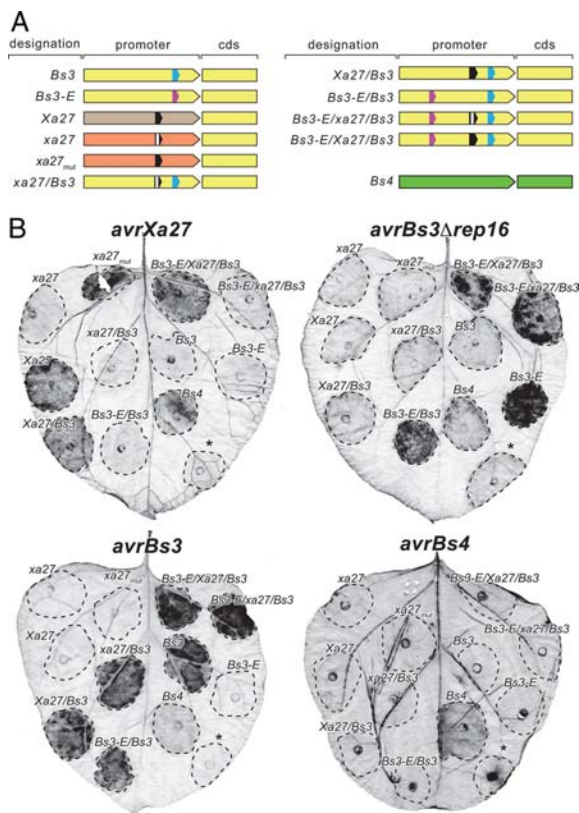 A
designation promoter cds
Bs3
Bs3-E
Xa27
xa27
xa27mut
xa27/Bs3
designation promoter cds
Xa27/Bs3
Bs3-E/Bs3
Bs3-E/xa27/Bs3
Bs3-E/Xa27/Bs3
Bs4
B
avrXa27
xa27
xa27mut
Bs3-E/Xa27/Bs3
Bs3-E/xa27/Bs3
Xa27
xa27/Bs3
Bs3
Bs3-E
Xa27/Bs3
Bs3-E/Bs3
Bs4
*
avrBs3Δrep16
xa27
xa27mut
Bs3-E/Xa27/Bs3
Bs3-E/xa27/Bs3
Xa27
xa27/Bs3
Bs3
Bs3-E
Xa27/Bs3
Bs3-E/Bs3
Bs4
*
avrBs3
xa27
xa27mut
Bs3-E/Xa27/Bs3
Bs3-E/xa27/Bs3
Xa27
xa27/Bs3
Bs3
Bs3-E
Xa27/Bs3
Bs3-E/Bs3
Bs4
*
avrBs4
xa27
xa27mut
Bs3-E/Xa27/Bs3
Bs3-E/xa27/Bs3
Xa27
xa27/Bs3
Bs3
Bs3-E
Xa27/Bs3
Bs3-E/Bs3
Bs4
*